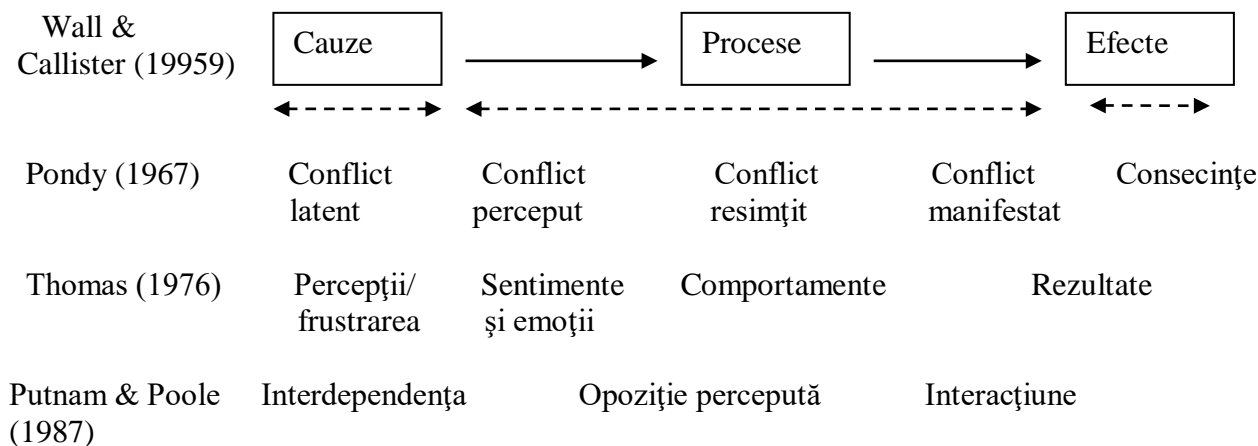 Wall &
Callister (19959)
Cauze
Procese
Efecte
Pondy (1967)
Conflict
latent
Conflict
perceput
Conflict
resimţit
Conflict
manifestat
Consecinţe
Thomas (1976)
Percepţii/
frustrarea
Sentimente
şi emoţii
Comportamente
Rezultate
Putnam & Poole
(1987)
Interdependenţa
Opoziţie percepută
Interacţiune